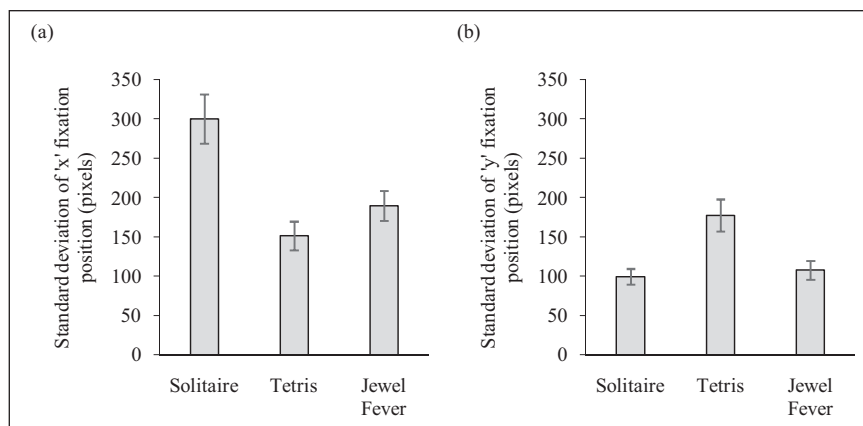 (a)
Standard deviation of 'x' fixation
position (pixels)
350
300
250
200
150
100
50
0
Solitaire
Tetris
Jewel
Fever
(b)
Standard deviation of 'y' fixation
position (pixels)
350
300
250
200
150
100
50
0
Solitaire
Tetris
Jewel
Fever